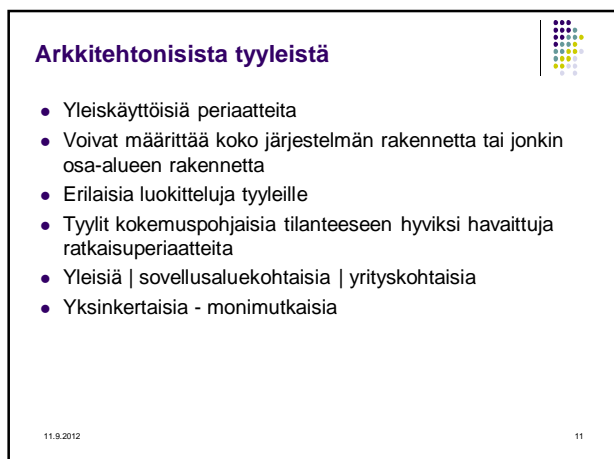 Arkkitehtonisista tyyleistä
● Yleiskäyttöisiä periaatteita
● Voivat määrittää koko järjestelmän rakennetta tai jonkin
osa-alueen rakennetta
● Erilaisia luokitteluja tyyleille
● Tyylit kokemuspohjaisia tilanteeseen hyviksi havaittuja
ratkaisuperiaatteita
● Yleisiä | sovellusaluekohtaisia | yrityskohtaisia
● Yksinkertaisia - monimutkaisia
11.9.2012 11